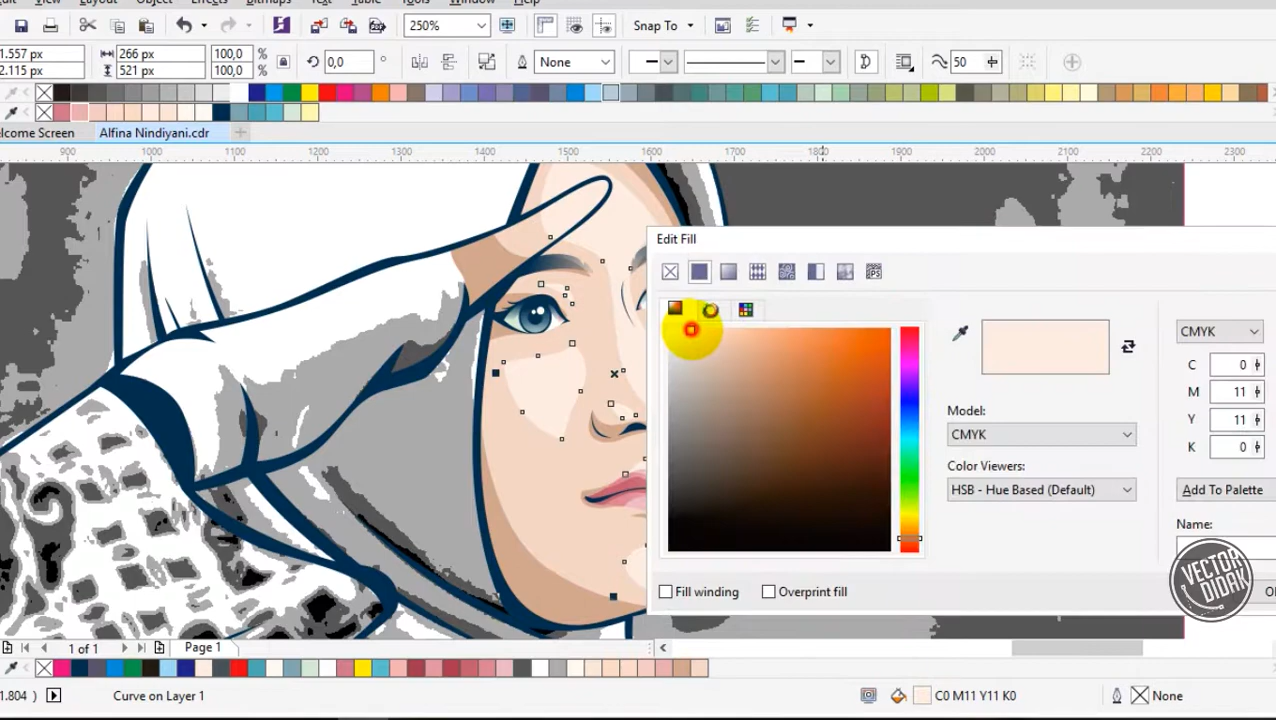 Layout Object Effects Bitmaps Text Table Tools Window Help
250% Snap To
1.557 px 266 px 100,0 % 0,0 ° None 50
2.115 px 521 px 100,0 %
elcome Screen Alfina Nindiyani.cdr
900 1000 1100 1200 1300 1400 1500 1600 1700 1800 1900 2000 2100 2200 2300
Edit Fill
PS
CMYK
C 0
M 11
Y 11
K 0
Model:
CMYK
Color Viewers:
HSB - Hue Based (Default)
Add To Palette
Name:
Fill winding Overprint fill
VECTOR
DIDAK
1 of 1 Page 1
1.804 ) Curve on Layer 1 C0 M11 Y11 K0 None